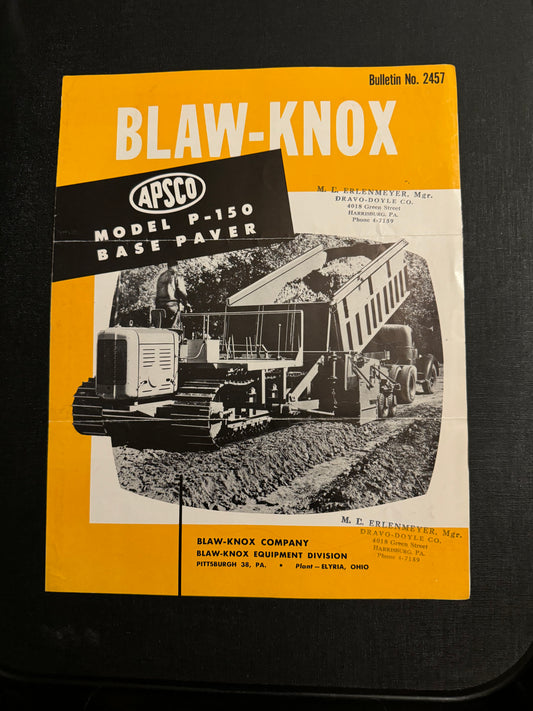 Bulletin No. 2457
BLAW-KNOX
APSCO
MODEL P-150
BASE PAVER
M. L. ERLENMEYER, Mgr.
DRAVO-DOYLE CO.
4018 Green Street
HARRISBURG, PA.
Phone 4-7159
M. L. ERLENMEYER, Mgr.
DRAVO-DOYLE CO.
4018 Green Street
HARRISBURG, PA.
Phone 4-7159
BLAW-KNOX COMPANY
BLAW-KNOX EQUIPMENT DIVISION
PITTSBURGH 38, PA. • Plant — ELYRIA, OHIO